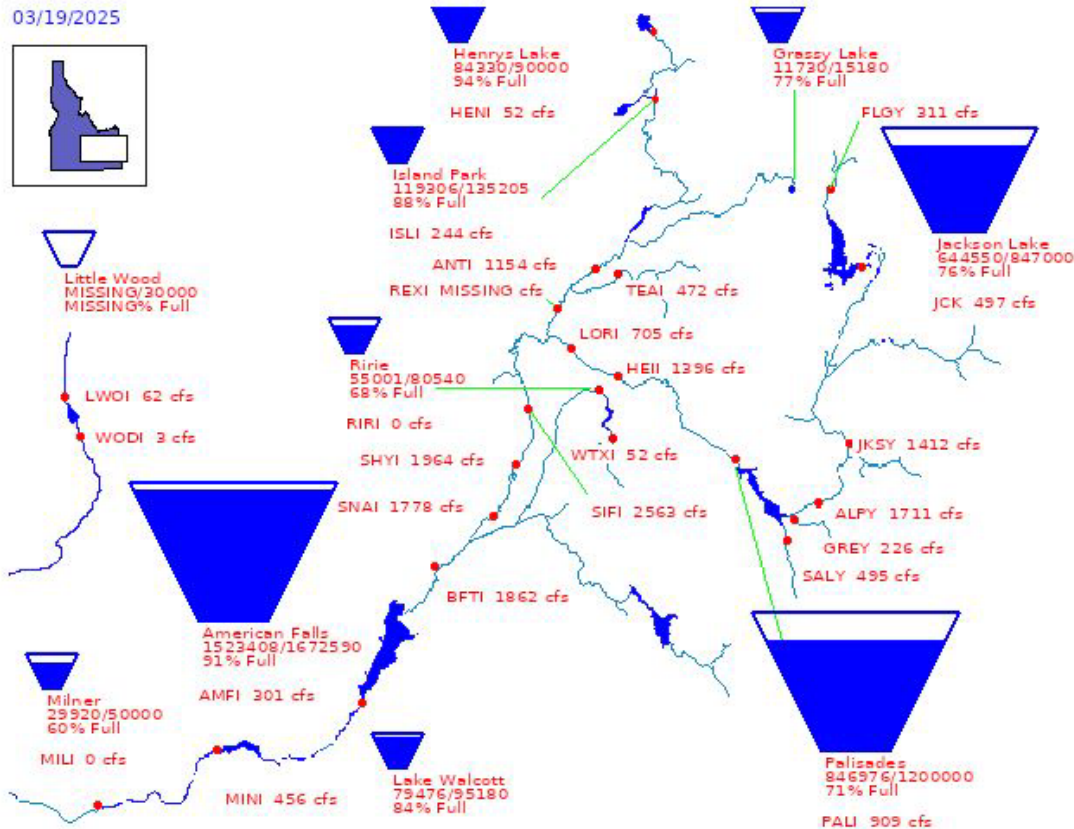 03/19/2025
Henrys Lake
84330/90000
94% Full
HENI 52 cfs
Grassy Lake
11730/15180
77% Full
FLGY 311 cfs
Island Park
119306/135205
88% Full
ISLI 244 cfs
Jackson Lake
644550/847000
76% Full
JCK 497 cfs
Little Wood
MISSING/30000
MISSING% Full
ANTI 1154 cfs
REXI MISSING cfs
TEAI 472 cfs
LORI 705 cfs
Ririe
55001/80540
68% Full
RIRI 0 cfs
HEII 1396 cfs
LWOI 62 cfs
WODI 3 cfs
SHYI 1964 cfs
WTXI 52 cfs
JKSY 1412 cfs
SNAI 1778 cfs
SIFI 2563 cfs
ALPY 1711 cfs
GREY 226 cfs
SALY 495 cfs
BFTI 1862 cfs
American Falls
1523408/1672590
91% Full
AMFI 301 cfs
Milner
29920/50000
60% Full
MILI 0 cfs
MINI 456 cfs
Lake Walcott
79476/95180
84% Full
Palisades
846976/1200000
71% Full
PALI 909 cfs